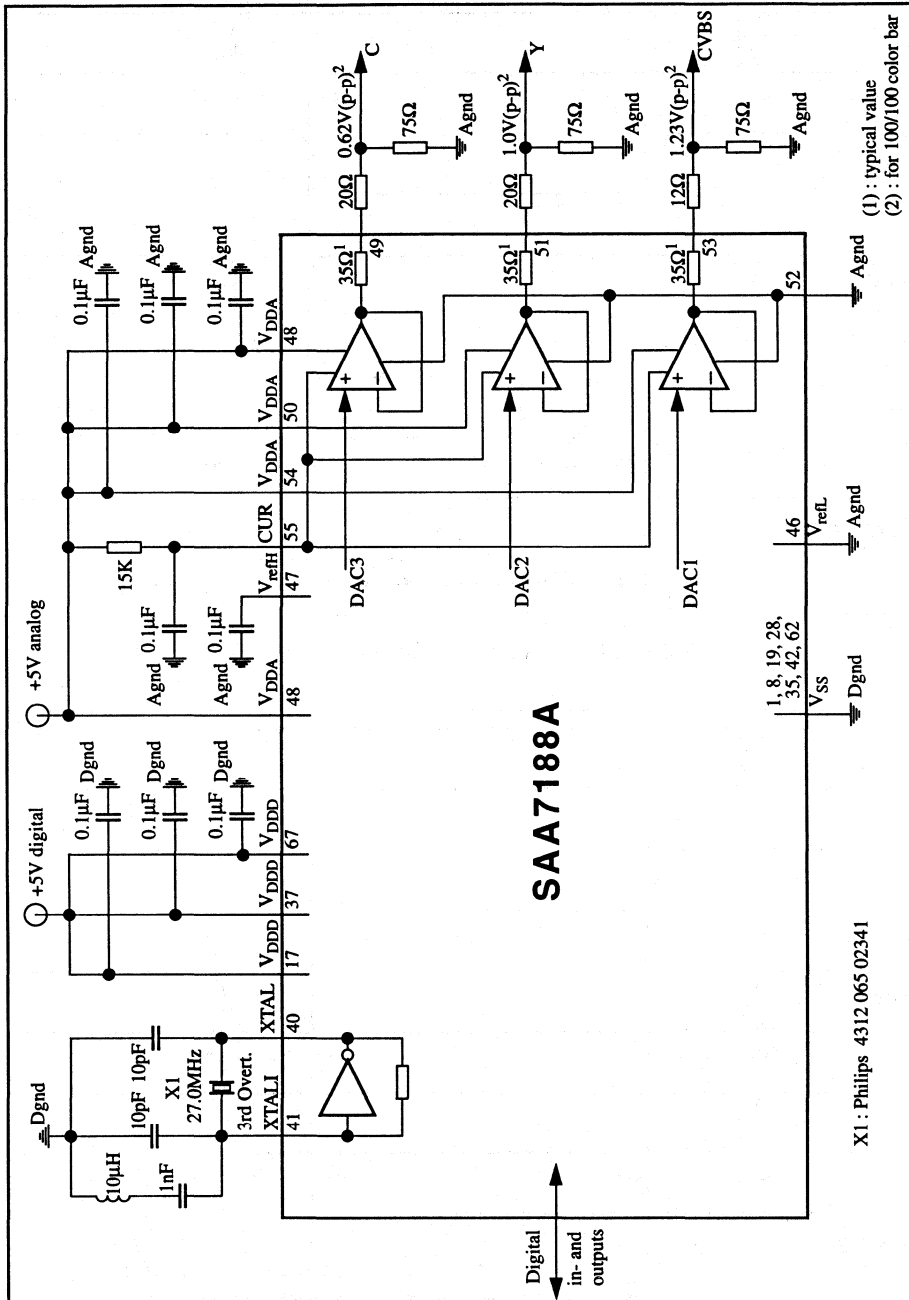 Dgnd
10µH
1nF
10pF
10pF
X1
27.0MHz
3rd Overt.
XTALI
41
XTAL
40
+5V digital
0.1µF
Dgnd
0.1µF
Dgnd
0.1µF
Dgnd
VDDD
17
VDDD
37
VDDD
67
+5V analog
15K
0.1µF
Agnd
0.1µF
Agnd
0.1µF
Agnd
0.1µF
Agnd
0.1µF
Agnd
VDDA
48
VrefH
47
CUR
55
VDDA
54
VDDA
50
VDDA
48
DAC3
+
−
35Ω1
49
20Ω
0.62V(p-p)2
C
75Ω
Agnd
DAC2
+
−
35Ω1
51
20Ω
1.0V(p-p)2
Y
75Ω
Agnd
DAC1
+
−
35Ω1
53
12Ω
1.23V(p-p)2
CVBS
75Ω
Agnd
SAA7188A
Digital
in- and
outputs
1, 8, 19, 28,
35, 42, 62
VSS
Dgnd
46
VrefL
Agnd
52
Agnd
X1 : Philips 4312 065 02341
(1) : typical value
(2) : for 100/100 color bar